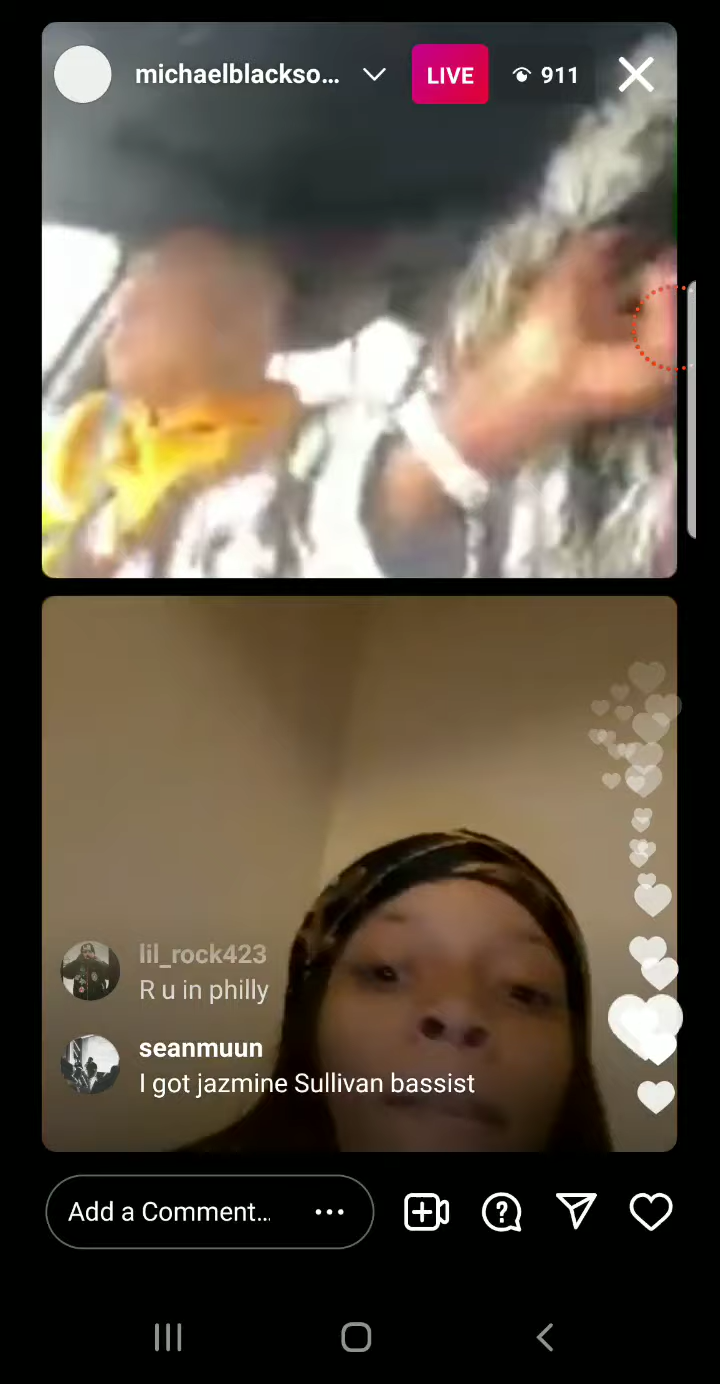 michaelblackso...
LIVE
911
lil_rock423
R u in philly
seanmuun
I got jazmine Sullivan bassist
Add a Comment...